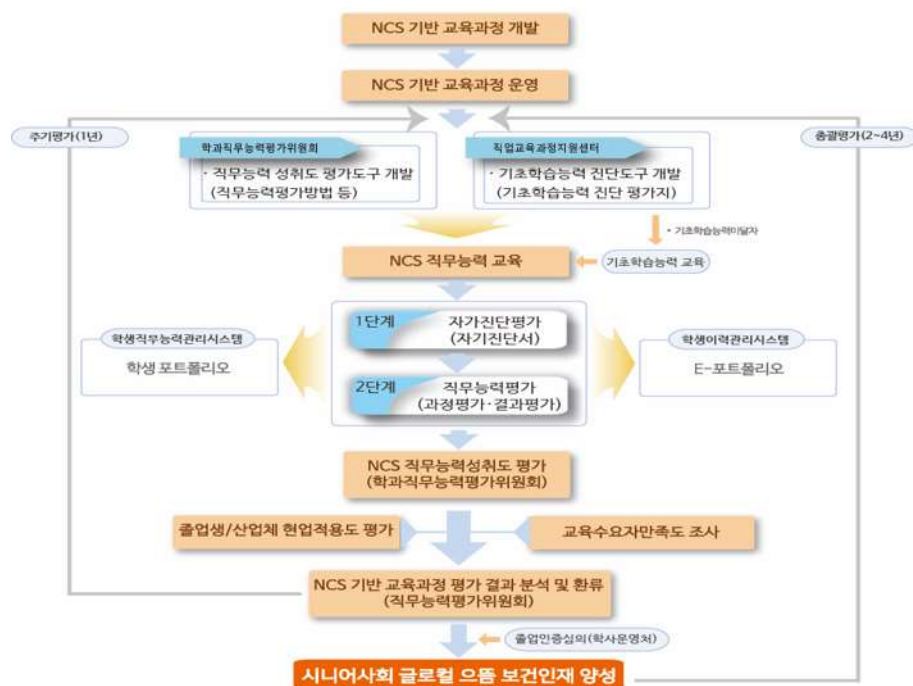 NCS 기반 교육과정 개발
NCS 기반 교육과정 운영
주기평가(1년)
총괄평가(2~4년)
학과직무능력평가위원회
· 직무능력 성취도 평가도구 개발
(직무능력평가방법 등)
직업교육과정지원센터
· 기초학습능력 진단도구 개발
(기초학습능력 진단 평가지)
• 기초학습능력미달자
NCS 직무능력 교육
기초학습능력 교육
1단계
자가진단평가
(자기진단서)
학생직무능력관리시스템
학생 포트폴리오
학생이력관리시스템
E-포트폴리오
2단계
직무능력평가
(과정평가·결과평가)
NCS 직무능력성취도 평가
(학과직무능력평가위원회)
졸업생/산업체 현업적용도 평가
교육수요자만족도 조사
NCS 기반 교육과정 평가 결과 분석 및 환류
(직무능력평가위원회)
졸업인증심의(학사운영처)
시니어사회 글로컬 으뜸 보건인재 양성